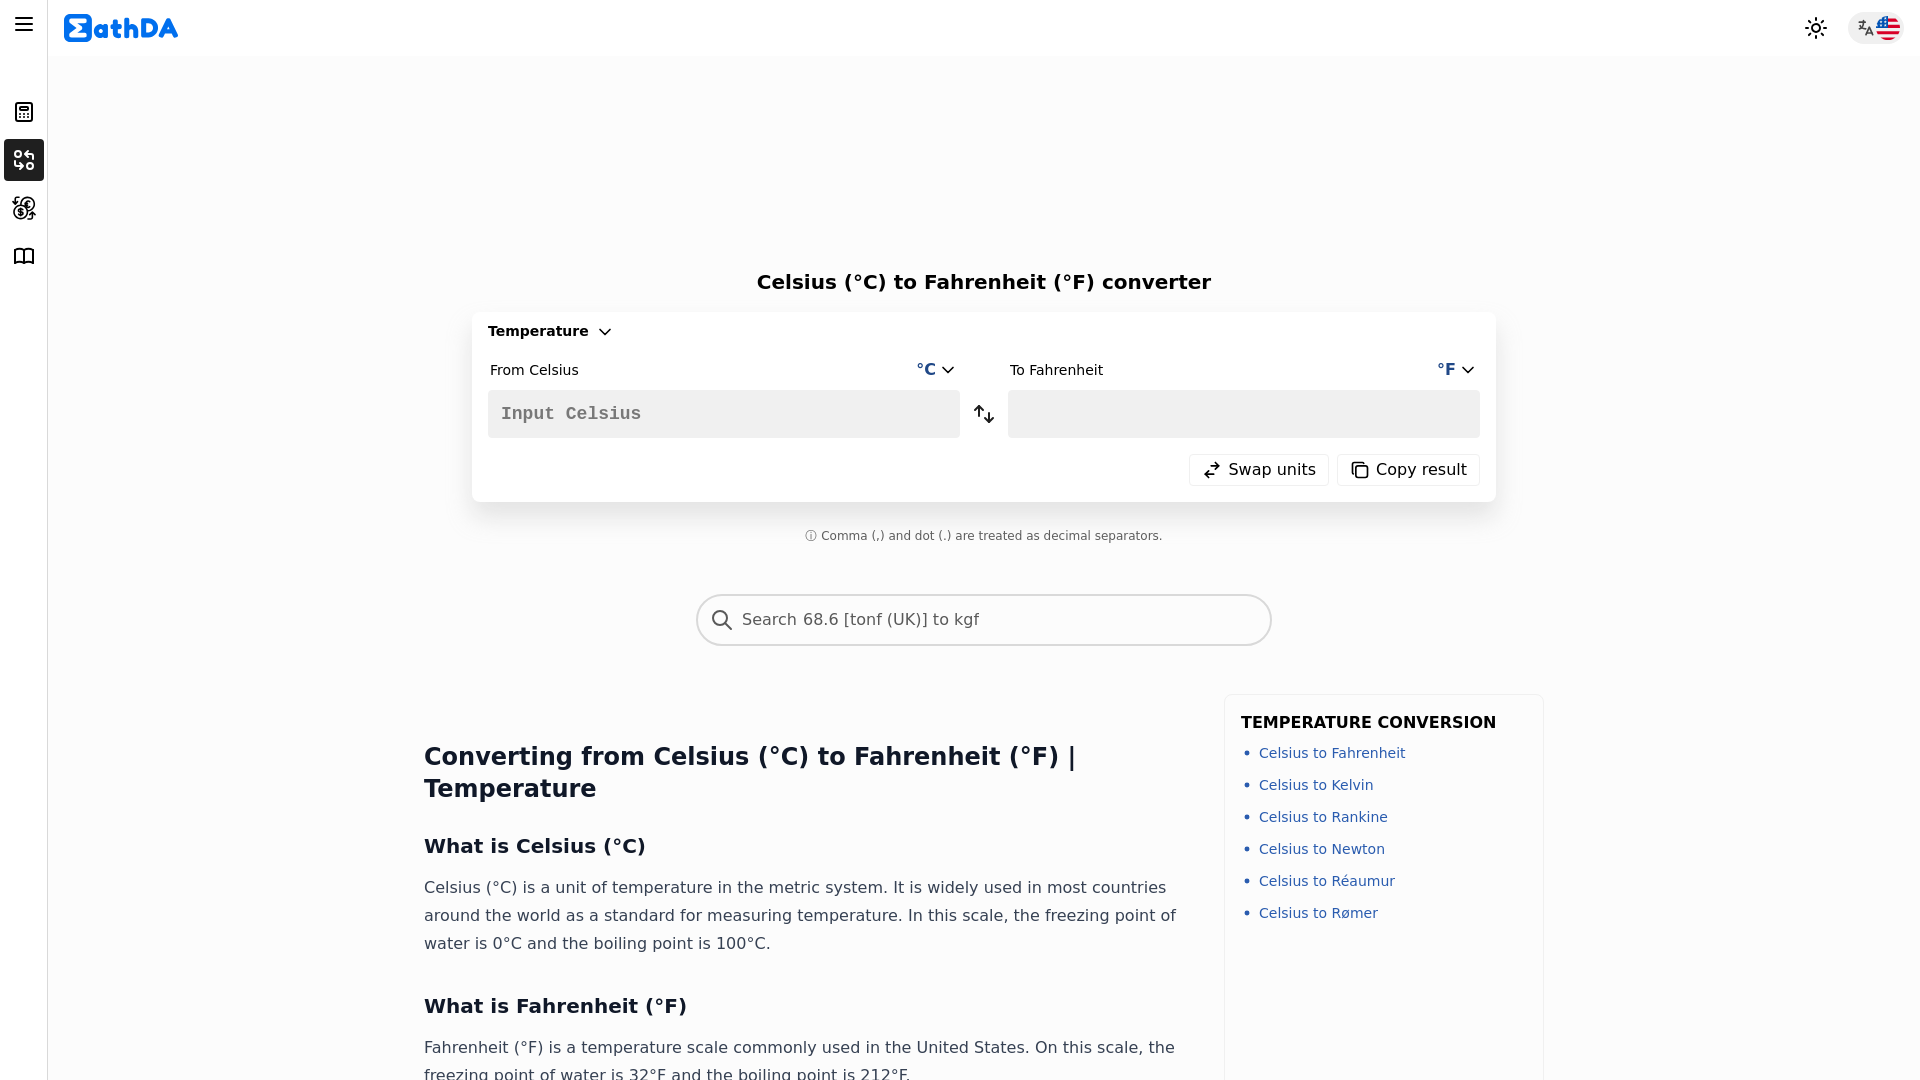 ΣathDA
Celsius (°C) to Fahrenheit (°F) converter
Temperature
From Celsius
°C
To Fahrenheit
°F
Input Celsius
Swap units
Copy result
ⓘ Comma (,) and dot (.) are treated as decimal separators.
Search 68.6 [tonf (UK)] to kgf
Converting from Celsius (°C) to Fahrenheit (°F) |
Temperature
What is Celsius (°C)
Celsius (°C) is a unit of temperature in the metric system. It is widely used in most countries
around the world as a standard for measuring temperature. In this scale, the freezing point of
water is 0°C and the boiling point is 100°C.
What is Fahrenheit (°F)
Fahrenheit (°F) is a temperature scale commonly used in the United States. On this scale, the
freezing point of water is 32°F and the boiling point is 212°F.
TEMPERATURE CONVERSION
• Celsius to Fahrenheit
• Celsius to Kelvin
• Celsius to Rankine
• Celsius to Newton
• Celsius to Réaumur
• Celsius to Rømer